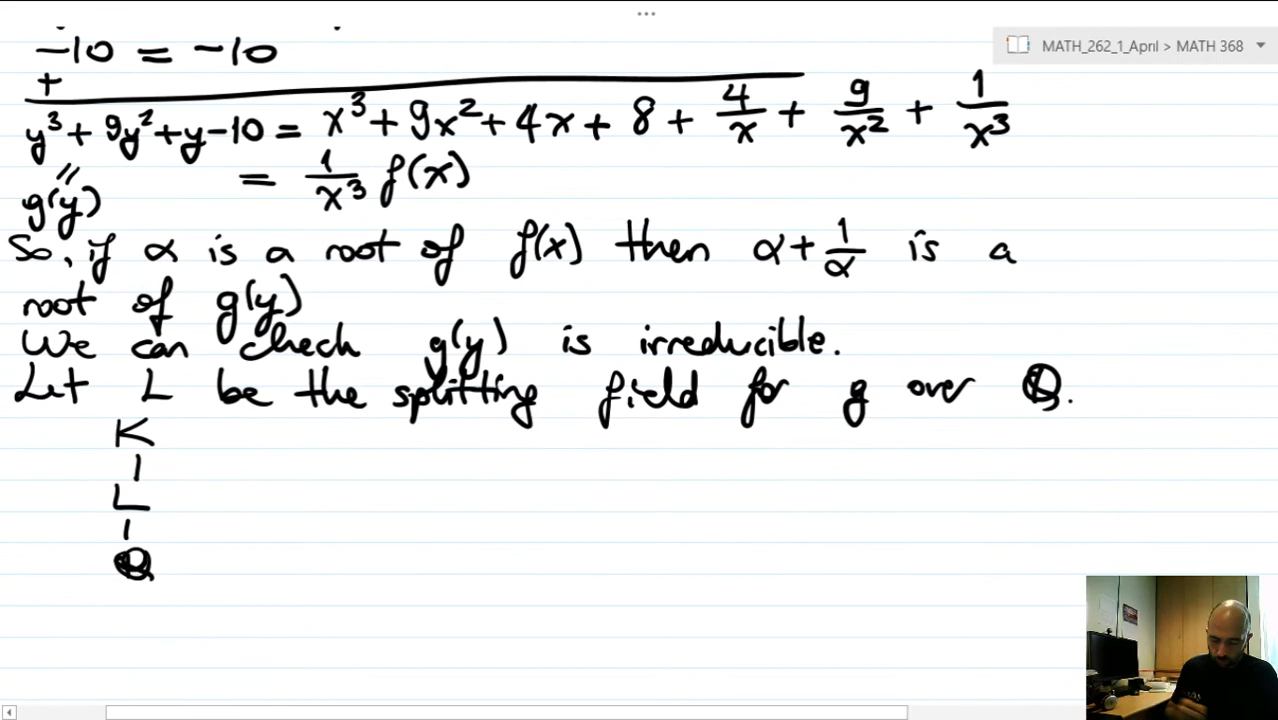 MATH_262_1_April > MATH 368
-10 = -10
+
y³ + 9y² + y - 10 = x³ + 9x² + 4x + 8 + 4/x + 9/x² + 1/x³
= 1/x³ f(x)
"
g(y)
So, if α is a root of f(x) then α + 1/α is a
root of g(y)
We can check g(y) is irreducible.
Let L be the splitting field for g over ℚ.
K
|
L
|
ℚ